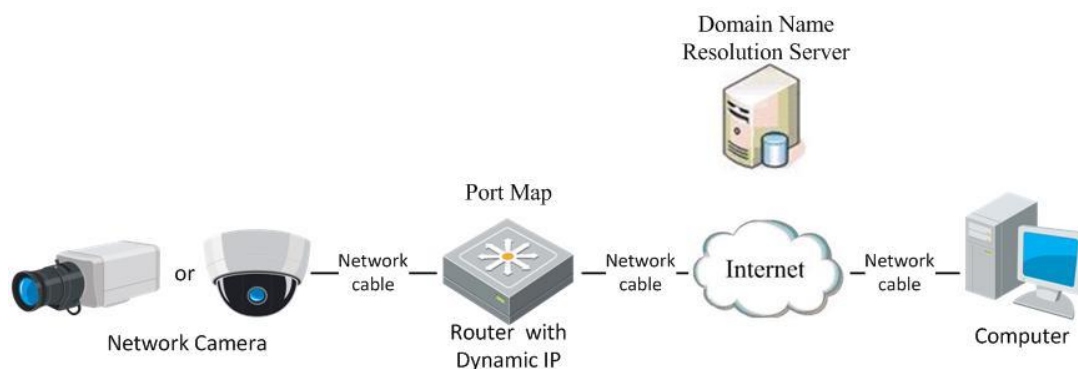 Domain Name
Resolution Server
Port Map
or
Network
cable
Network
cable
Internet
Network
cable
Network Camera
Router with
Dynamic IP
Computer